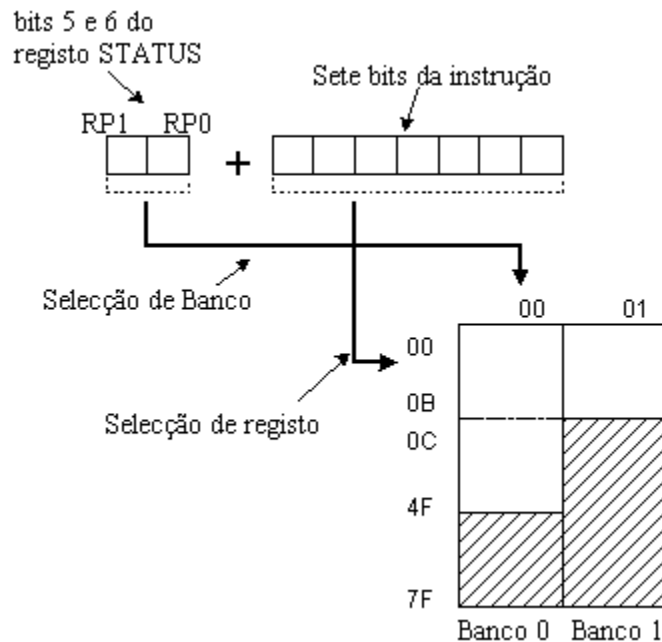 bits 5 e 6 do
registo STATUS
Sete bits da instrução
RP1 RP0
+
Selecção de Banco
00 01
00
0B
Selecção de registo
0C
4F
7F
Banco 0 Banco 1